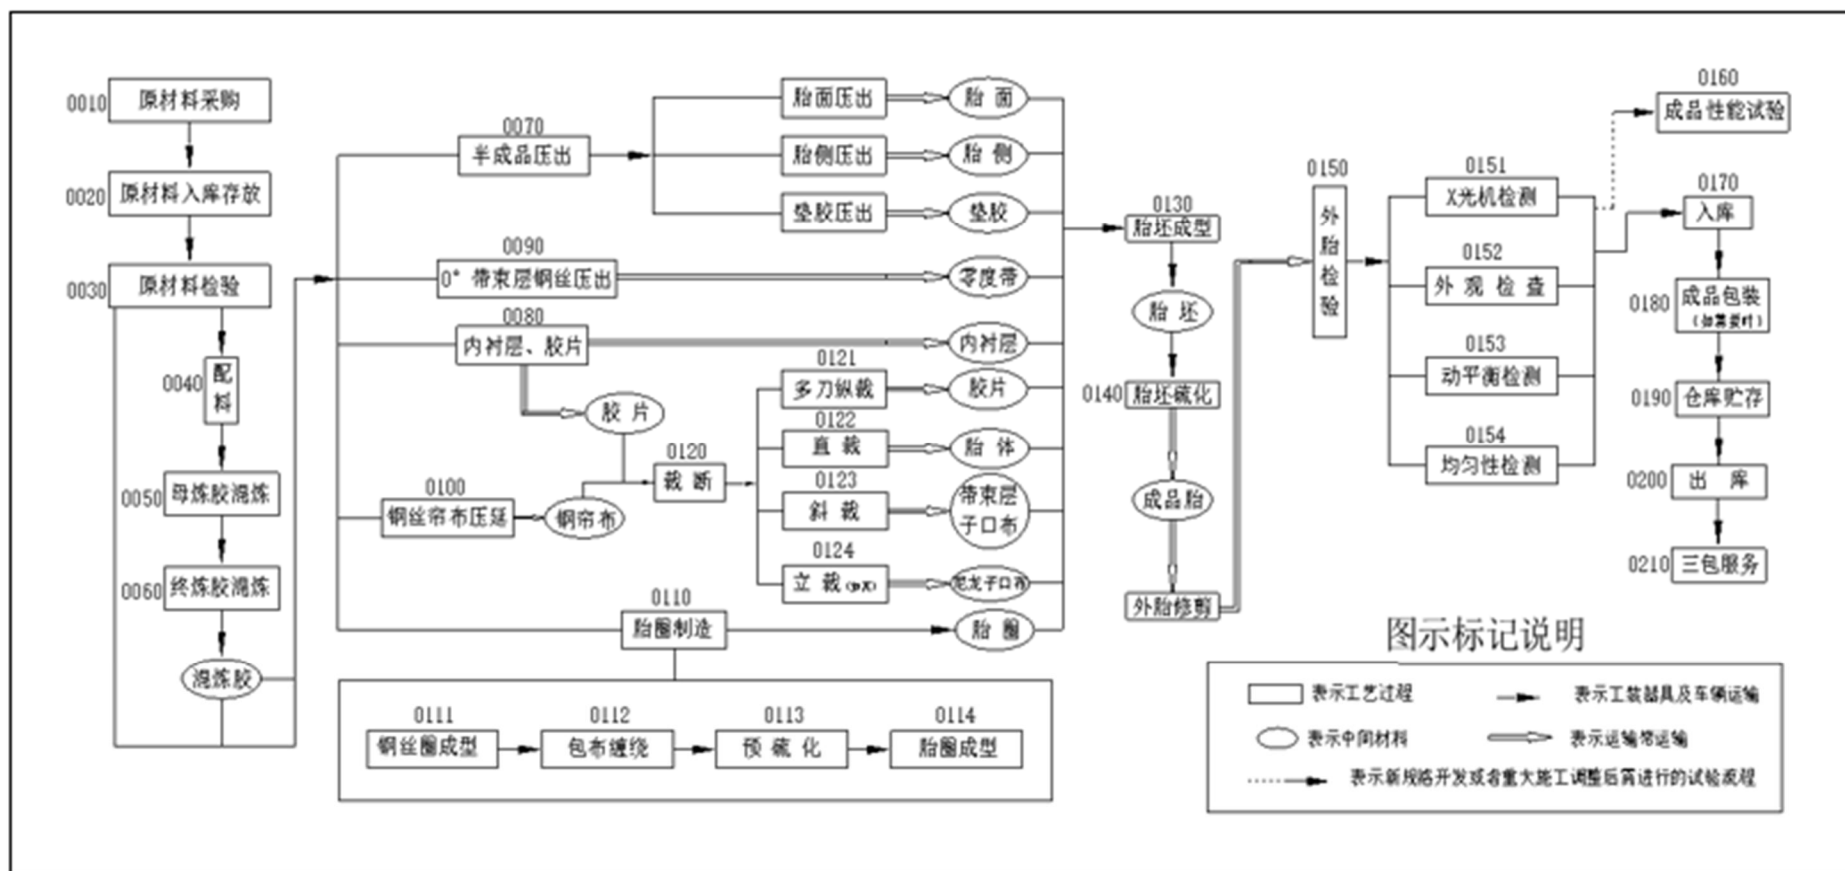 0010
原材料采购
0020
原材料入库存放
0030
原材料检验
0040
配
料
0050
母炼胶混炼
0060
终炼胶混炼
混炼胶
0070
半成品压出
胎面压出
胎面
胎侧压出
胎侧
垫胶压出
垫胶
0090
0°带束层钢丝压出
零度带
0080
内衬层、胶片
内衬层
胶片
0100
钢丝帘布压延
钢帘布
0120
裁断
0121
多刀纵裁
胶片
0122
直裁
胎体
0123
斜裁
带束层
子口布
0124
立裁
尼龙子口布
0110
胎圈制造
胎圈
0111
钢丝圈成型
0112
包布缠绕
0113
预硫化
0114
胎圈成型
0130
胎坯成型
胎坯
0140
胎坯硫化
成品胎
外胎修剪
0150
外
胎
检
验
0151
X光机检测
0152
外观检查
0153
动平衡检测
0154
均匀性检测
0160
成品性能试验
0170
入库
0180
成品包装
(如需要时)
0190
仓库贮存
0200
出库
0210
三包服务
图示标记说明
表示工艺过程
表示工装器具及车辆运输
表示中间材料
表示运输带运输
表示新规格开发或者重大施工调整后需进行的试验流程